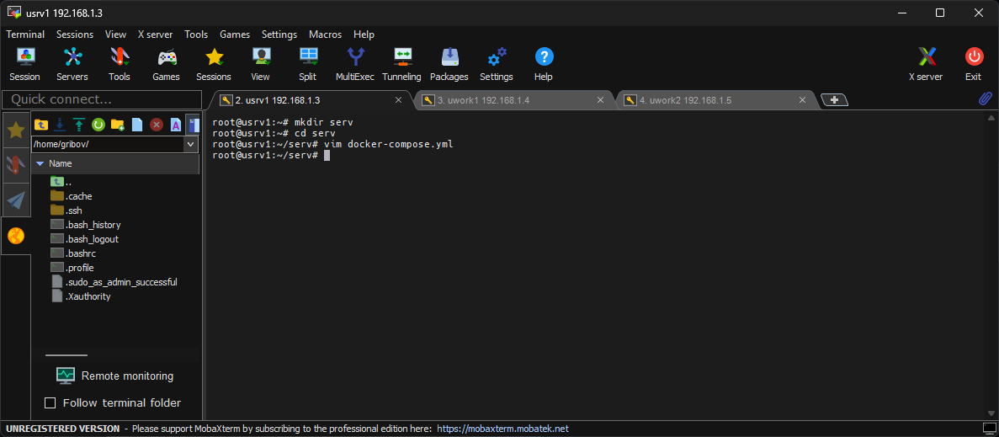 usrv1 192.168.1.3
Terminal Sessions View X server Tools Games Settings Macros Help
Session Servers Tools Games Sessions View Split MultiExec Tunneling Packages Settings Help X server Exit
Quick connect...
2. usrv1 192.168.1.3
3. uwork1 192.168.1.4
4. uwork2 192.168.1.5
/home/gribov/
Name
..
.cache
.ssh
.bash_history
.bash_logout
.bashrc
.profile
.sudo_as_admin_successful
.Xauthority
Remote monitoring
Follow terminal folder
root@usrv1:~# mkdir serv
root@usrv1:~# cd serv
root@usrv1:~/serv# vim docker-compose.yml
root@usrv1:~/serv#
UNREGISTERED VERSION - Please support MobaXterm by subscribing to the professional edition here: https://mobaxterm.mobatek.net